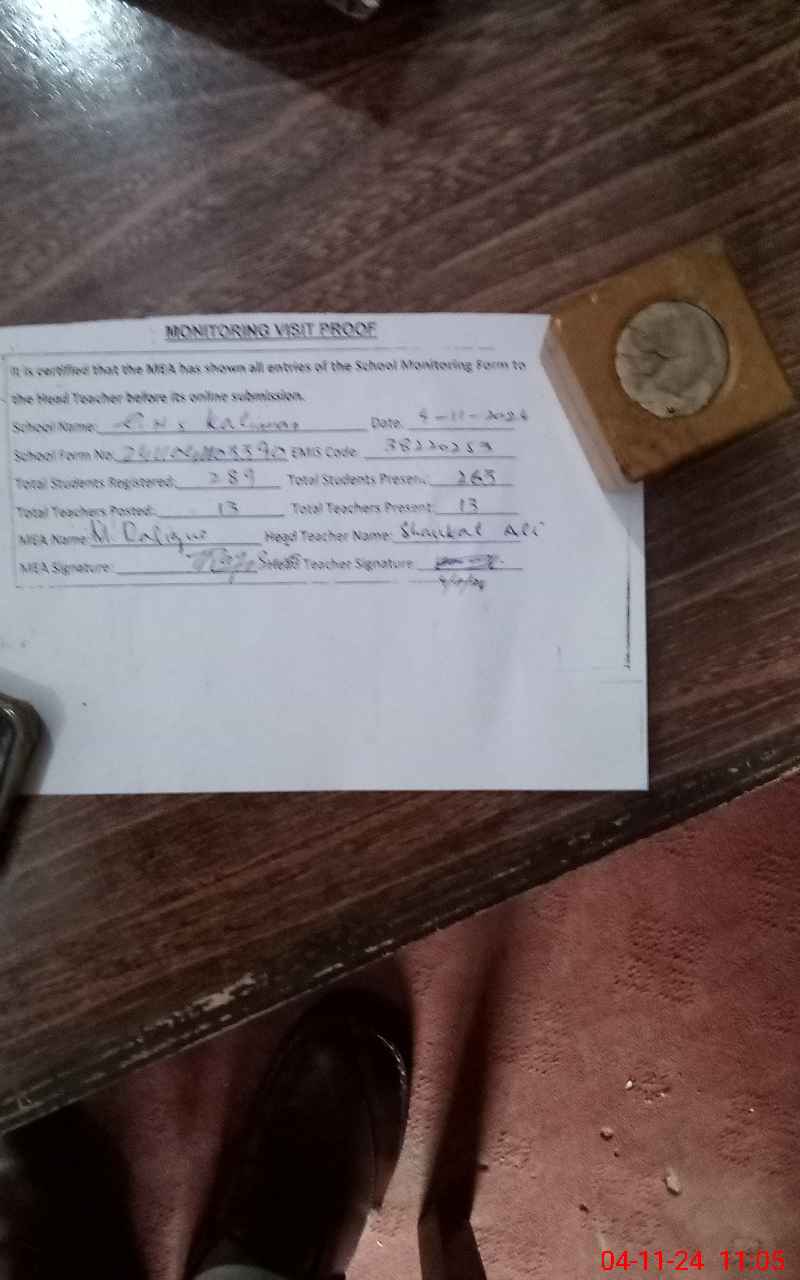 MONITORING VISIT PROOF
It is certified that the MEA has shown all entries of the School Monitoring Form to
the Head Teacher before its online submission.
School Name: Date. 4-11-2024
School Form No. EMIS Code 38220253
Total Students Registered: 289 Total Students Present: 263
Total Teachers Posted: 13 Total Teachers Present: 13
MEA Name M. Head Teacher Name: Shaukat Ali
MEA Signature: Head Teacher Signature
04-11-24 11:05